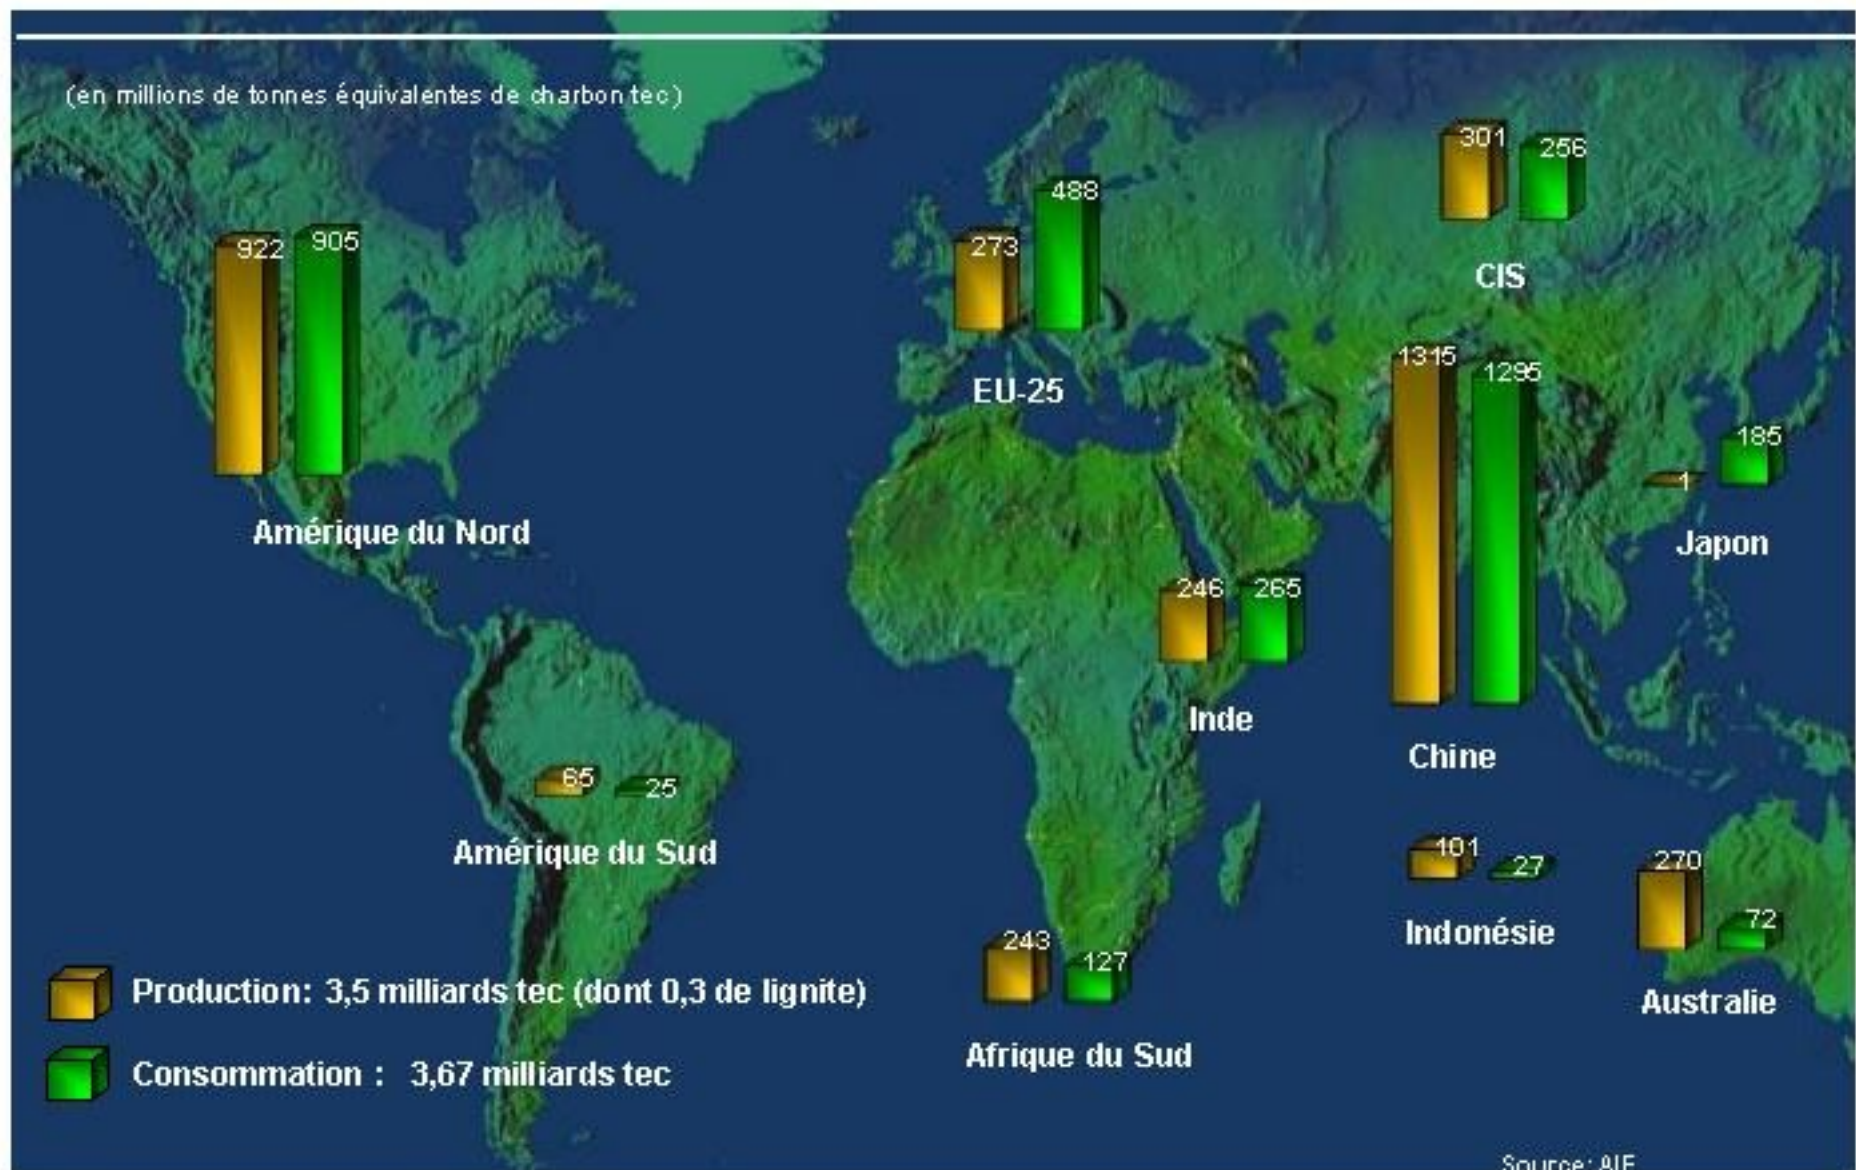 (en millions de tonnes équivalentes de charbon tec)
301
256
488
922
905
273
CIS
1315
1295
EU-25
185
1
Amérique du Nord
Japon
246
265
Inde
Chine
65
25
Amérique du Sud
101
27
270
72
Indonésie
243
127
Production: 3,5 milliards tec (dont 0,3 de lignite)
Australie
Afrique du Sud
Consommation : 3,67 milliards tec
Source: AIE